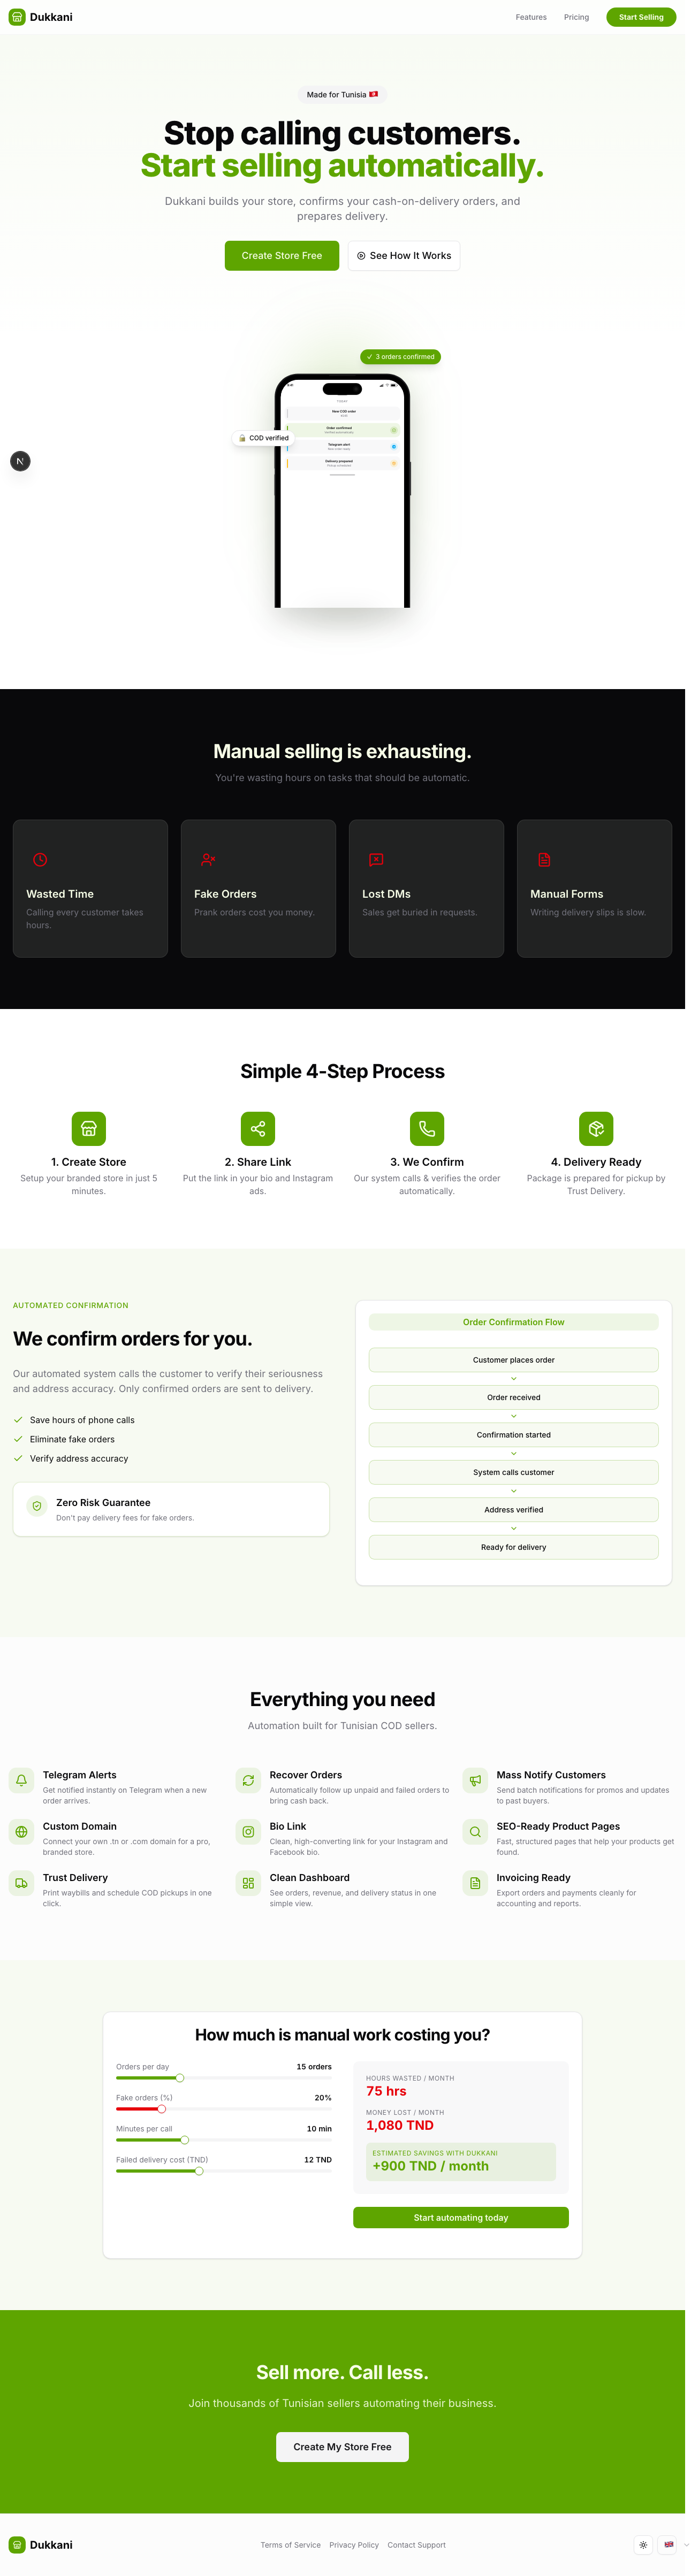 Dukkani
Features
Pricing
Start Selling
Made for Tunisia
Stop calling customers.
Start selling automatically.
Dukkani builds your store, confirms your cash-on-delivery orders, and
prepares delivery.
Create Store Free
See How It Works
3 orders confirmed
TODAY
New COD order
Order confirmed
Telegram alert
Delivery prepared
COD verified
N
Manual selling is exhausting.
You're wasting hours on tasks that should be automatic.
Wasted Time
Calling every customer takes
hours.
Fake Orders
Prank orders cost you money.
Lost DMs
Sales get buried in requests.
Manual Forms
Writing delivery slips is slow.
Simple 4-Step Process
1. Create Store
Setup your branded store in just 5
minutes.
2. Share Link
Put the link in your bio and Instagram
ads.
3. We Confirm
Our system calls & verifies the order
automatically.
4. Delivery Ready
Package is prepared for pickup by
Trust Delivery.
AUTOMATED CONFIRMATION
We confirm orders for you.
Our automated system calls the customer to verify their seriousness
and address accuracy. Only confirmed orders are sent to delivery.
Save hours of phone calls
Eliminate fake orders
Verify address accuracy
Zero Risk Guarantee
Don't pay delivery fees for fake orders.
Order Confirmation Flow
Customer places order
Order received
Confirmation started
System calls customer
Address verified
Ready for delivery
Everything you need
Automation built for Tunisian COD sellers.
Telegram Alerts
Get notified instantly on Telegram when a new
order arrives.
Recover Orders
Automatically follow up unpaid and failed orders to
bring cash back.
Mass Notify Customers
Send batch notifications for promos and updates
to past buyers.
Custom Domain
Connect your own .tn or .com domain for a pro,
branded store.
Bio Link
Clean, high-converting link for your Instagram and
Facebook bio.
SEO-Ready Product Pages
Fast, structured pages that help your products get
found.
Trust Delivery
Print waybills and schedule COD pickups in one
click.
Clean Dashboard
See orders, revenue, and delivery status in one
simple view.
Invoicing Ready
Export orders and payments cleanly for
accounting and reports.
How much is manual work costing you?
Orders per day
15 orders
Fake orders (%)
20%
Minutes per call
10 min
Failed delivery cost (TND)
12 TND
HOURS WASTED / MONTH
75 hrs
MONEY LOST / MONTH
1,080 TND
ESTIMATED SAVINGS WITH DUKKANI
+900 TND / month
Start automating today
Sell more. Call less.
Join thousands of Tunisian sellers automating their business.
Create My Store Free
Dukkani
Terms of Service
Privacy Policy
Contact Support